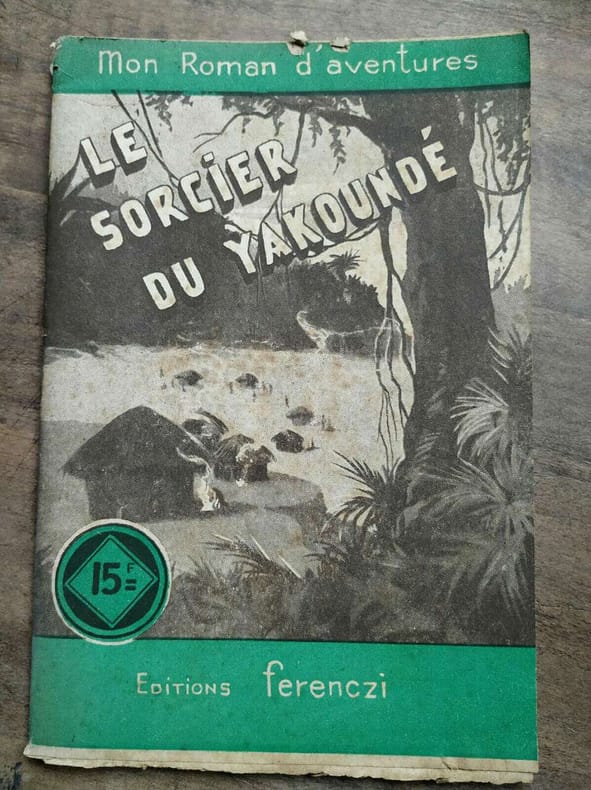 Mon Roman d'aventures
LE
SORCIER
DU YAKOUNDÉ
15F
Editions ferenczi